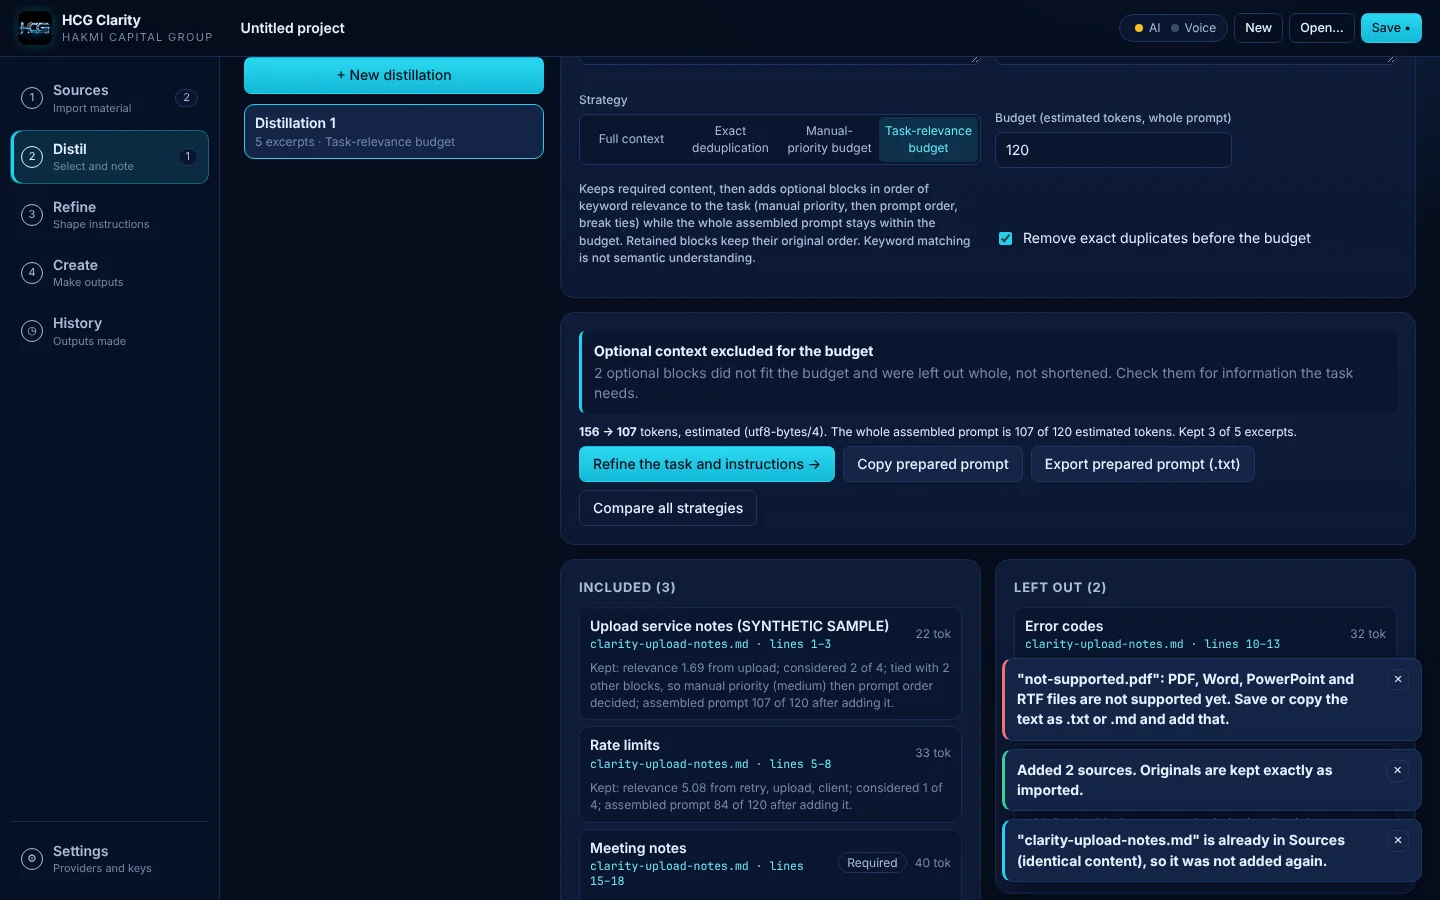 HCG
HCG Clarity
HAKMI CAPITAL GROUP
Untitled project
AI
Voice
New
Open...
Save •
1
Sources
Import material
2
2
Distil
Select and note
1
3
Refine
Shape instructions
4
Create
Make outputs
History
Outputs made
Settings
Providers and keys
+ New distillation
Distillation 1
5 excerpts · Task-relevance budget
Strategy
Full context
Exact
deduplication
Manual-
priority budget
Task-relevance
budget
Keeps required content, then adds optional blocks in order of
keyword relevance to the task (manual priority, then prompt order,
break ties) while the whole assembled prompt stays within the
budget. Retained blocks keep their original order. Keyword matching
is not semantic understanding.
Budget (estimated tokens, whole prompt)
120
Remove exact duplicates before the budget
Optional context excluded for the budget
2 optional blocks did not fit the budget and were left out whole, not shortened. Check them for information the task
needs.
156 → 107 tokens, estimated (utf8-bytes/4). The whole assembled prompt is 107 of 120 estimated tokens. Kept 3 of 5 excerpts.
Refine the task and instructions →
Copy prepared prompt
Export prepared prompt (.txt)
Compare all strategies
INCLUDED (3)
Upload service notes (SYNTHETIC SAMPLE)
clarity-upload-notes.md · lines 1–3
22 tok
Kept: relevance 1.69 from upload; considered 2 of 4; tied with 2
other blocks, so manual priority (medium) then prompt order
decided; assembled prompt 107 of 120 after adding it.
Rate limits
clarity-upload-notes.md · lines 5–8
33 tok
Kept: relevance 5.08 from retry, upload, client; considered 1 of
4; assembled prompt 84 of 120 after adding it.
Meeting notes
clarity-upload-notes.md · lines
15–18
Required
40 tok
LEFT OUT (2)
Error codes
clarity-upload-notes.md · lines 10–13
32 tok
"not-supported.pdf": PDF, Word, PowerPoint and
RTF files are not supported yet. Save or copy the
text as .txt or .md and add that.
×
Added 2 sources. Originals are kept exactly as
imported.
×
"clarity-upload-notes.md" is already in Sources
(identical content), so it was not added again.
×